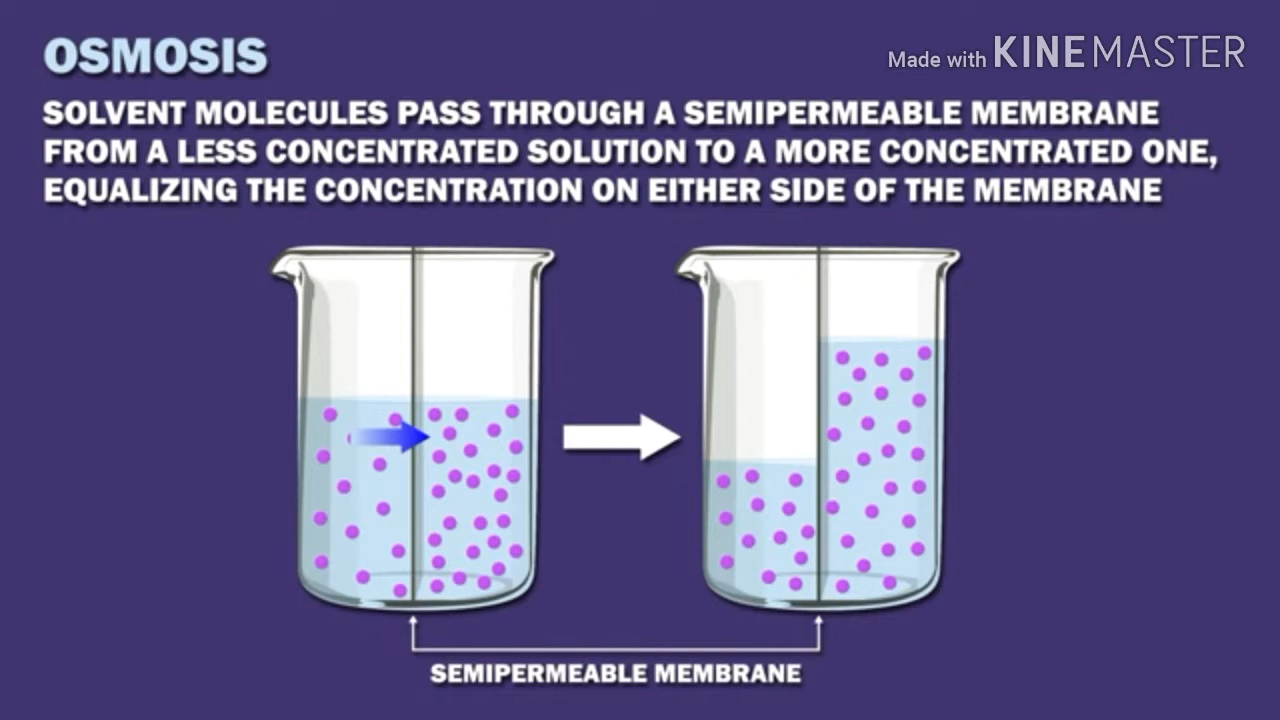 OSMOSIS
Made with KINEMASTER
SOLVENT MOLECULES PASS THROUGH A SEMIPERMEABLE MEMBRANE
FROM A LESS CONCENTRATED SOLUTION TO A MORE CONCENTRATED ONE,
EQUALIZING THE CONCENTRATION ON EITHER SIDE OF THE MEMBRANE
SEMIPERMEABLE MEMBRANE